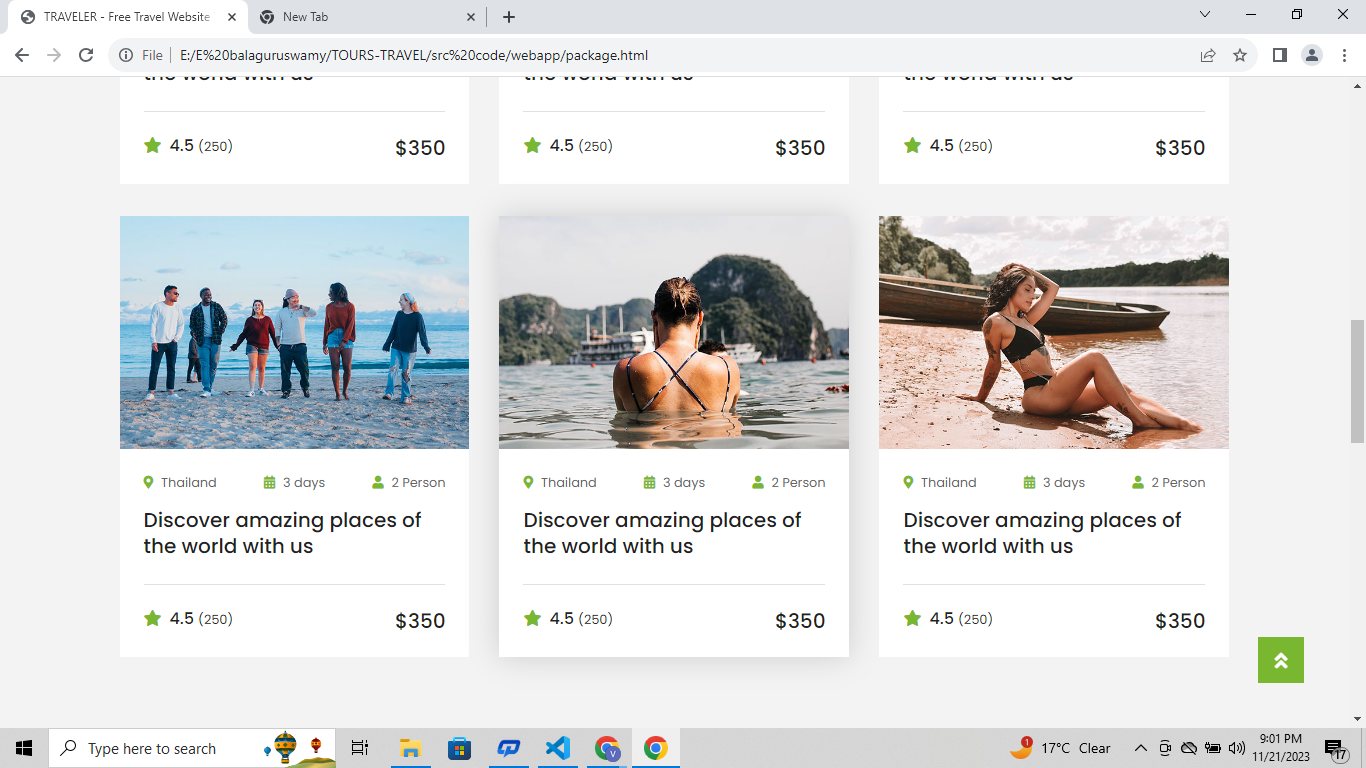 TRAVELER - Free Travel Website
New Tab
File
E:/E%20balaguruswamy/TOURS-TRAVEL/src%20code/webapp/package.html
the world with us
the world with us
the world with us
4.5 (250) $350
4.5 (250) $350
4.5 (250) $350
Thailand 3 days 2 Person
Discover amazing places of
the world with us
4.5 (250) $350
Thailand 3 days 2 Person
Discover amazing places of
the world with us
4.5 (250) $350
Thailand 3 days 2 Person
Discover amazing places of
the world with us
4.5 (250) $350
Type here to search
V
1
17°C Clear
9:01 PM
11/21/2023
17